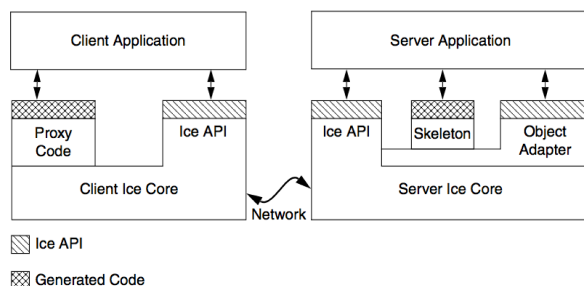 Client Application
Server Application
Proxy
Code
Ice API
Ice API
Skeleton
Object
Adapter
Client Ice Core
Server Ice Core
Network
Ice API
Generated Code